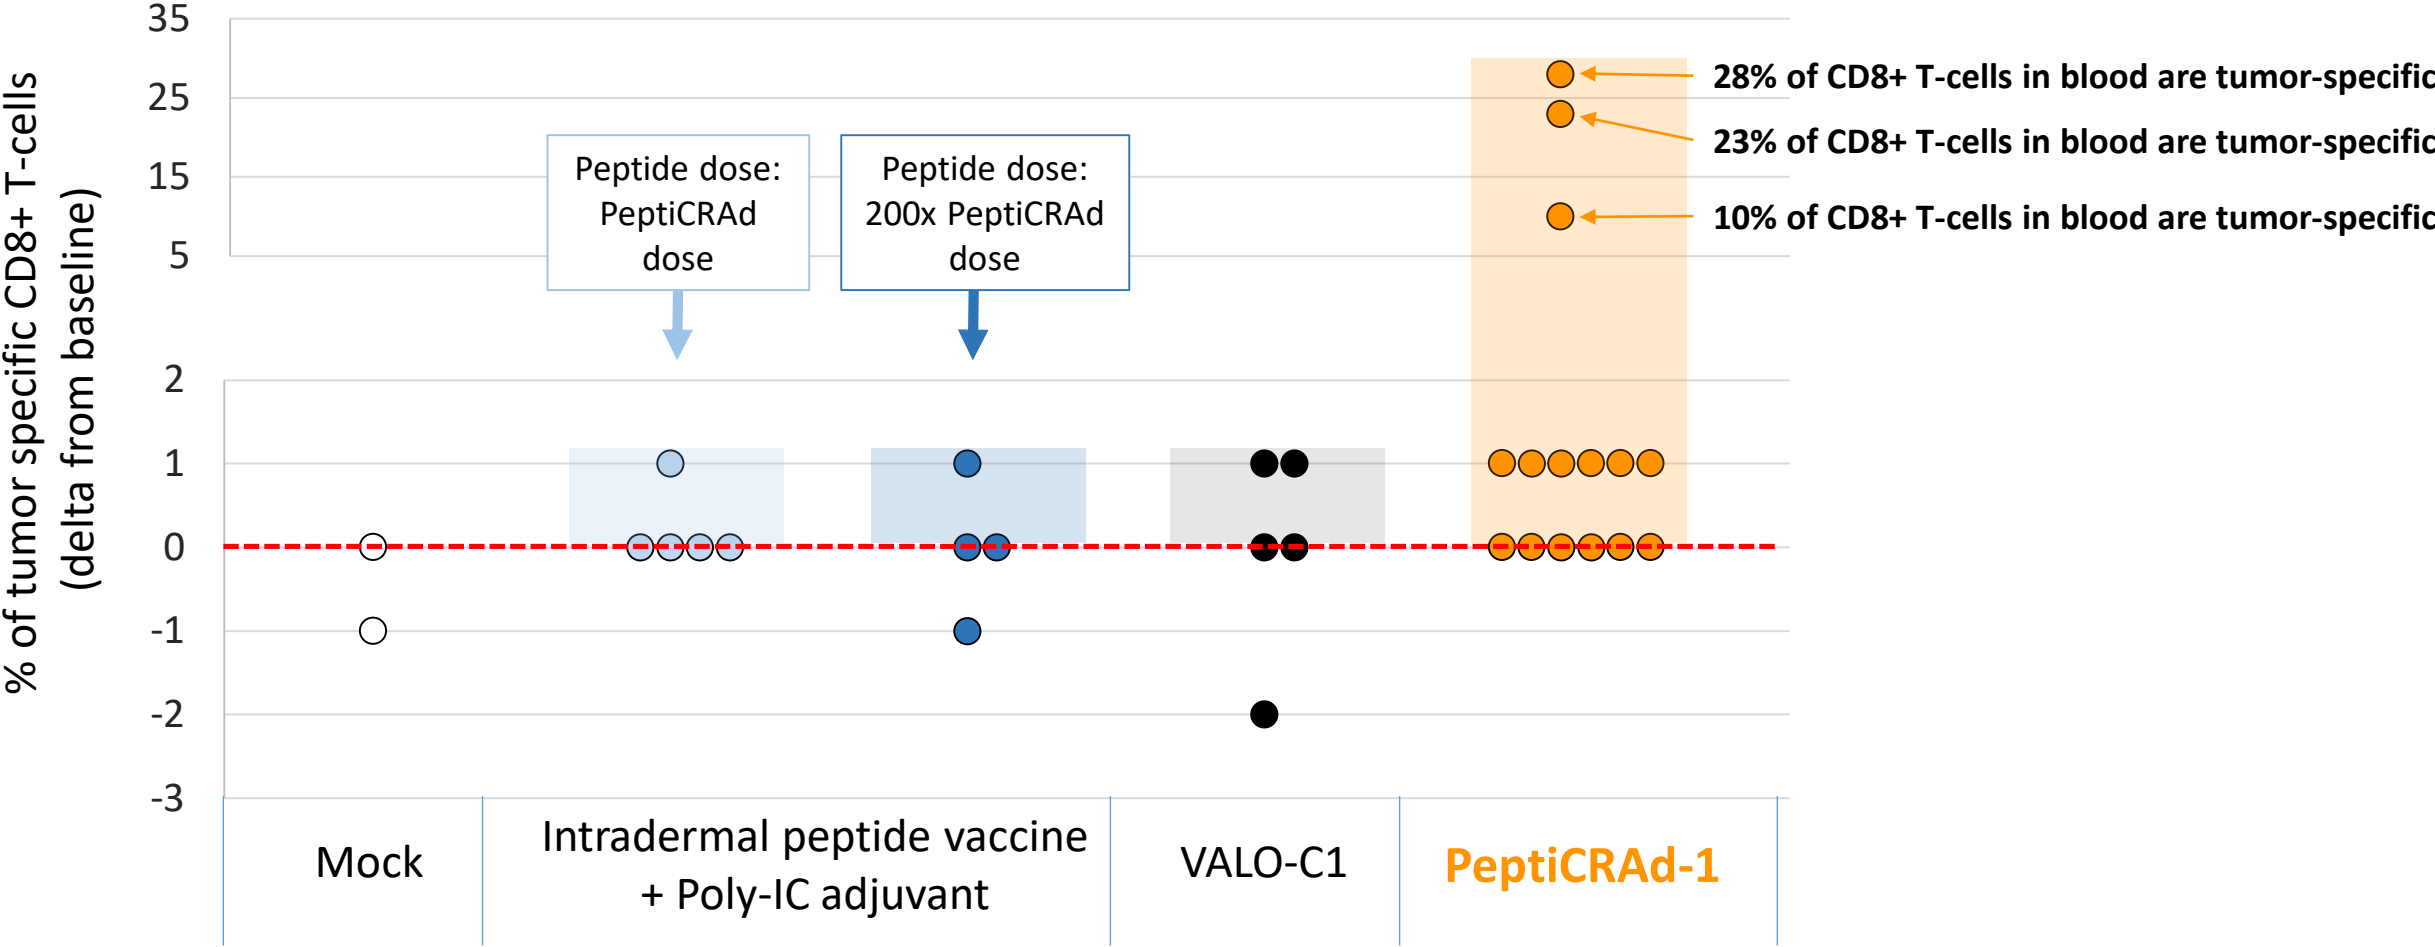 % of tumor specific CD8+ T-cells
(delta from baseline)
35
25
15
5
2
1
0
-1
-2
-3
Peptide dose:
PeptiCRAd
dose
Peptide dose:
200x PeptiCRAd
dose
28% of CD8+ T-cells in blood are tumor-specific
23% of CD8+ T-cells in blood are tumor-specific
10% of CD8+ T-cells in blood are tumor-specific
Mock
Intradermal peptide vaccine
+ Poly-IC adjuvant
VALO-C1
PeptiCRAd-1